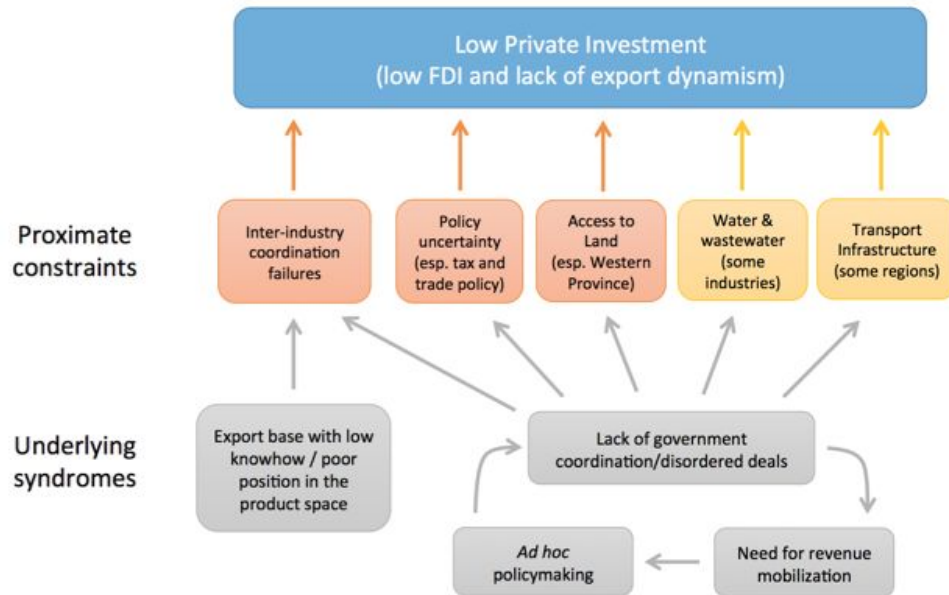 Low Private Investment
(low FDI and lack of export dynamism)
Proximate
constraints
Inter-industry
coordination
failures
Policy
uncertainty
(esp. tax and
trade policy)
Access to
Land
(esp. Western
Province)
Water &
wastewater
(some
industries)
Transport
Infrastructure
(some regions)
Underlying
syndromes
Export base with low
knowhow / poor
position in the
product space
Lack of government
coordination/disordered deals
Ad hoc
policymaking
Need for revenue
mobilization